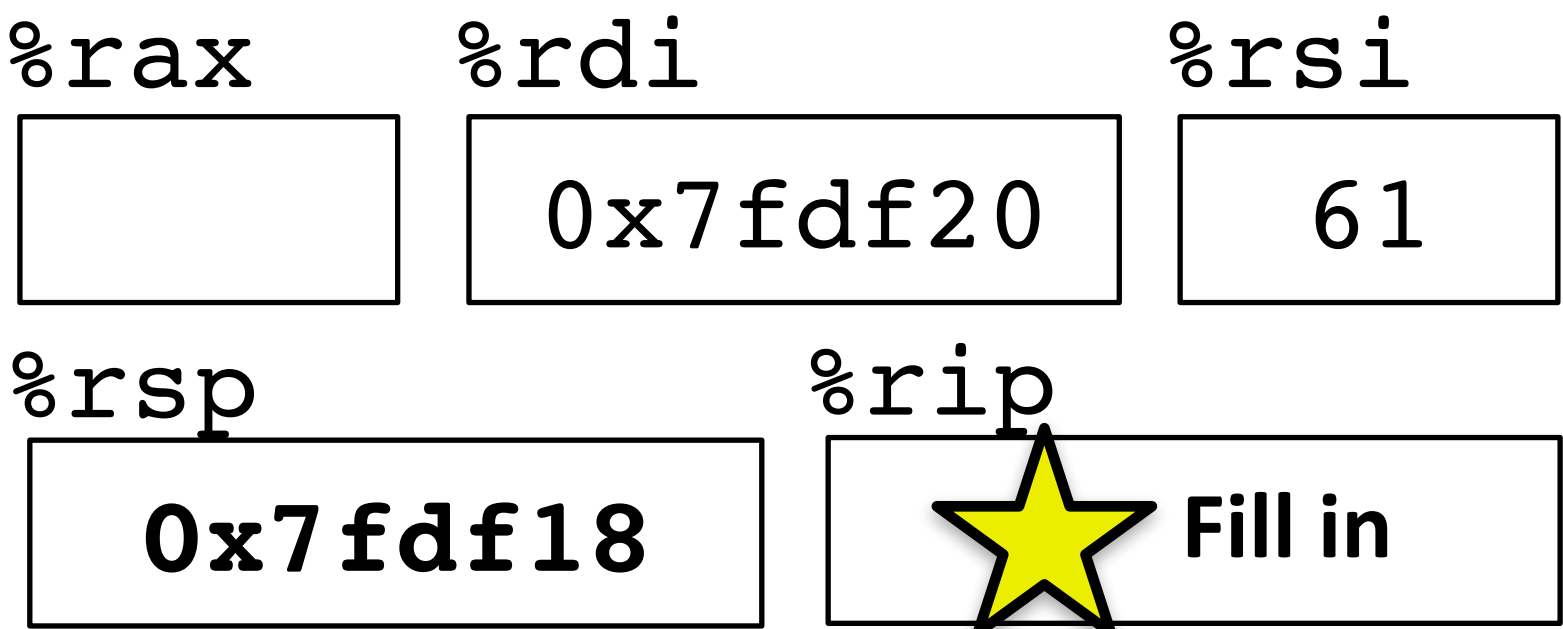 %rax %rdi %rsi
0x7fdf20 61
%rsp %rip
0x7fdf18 Fill in